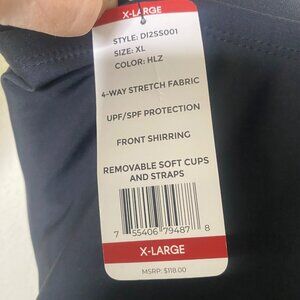 X-LARGE
STYLE: DI2SS001
SIZE: XL
COLOR: HLZ
4-WAY STRETCH FABRIC
UPF/SPF PROTECTION
FRONT SHIRRING
REMOVABLE SOFT CUPS
AND STRAPS
7 55406 79487 8
X-LARGE
MSRP: $118.00